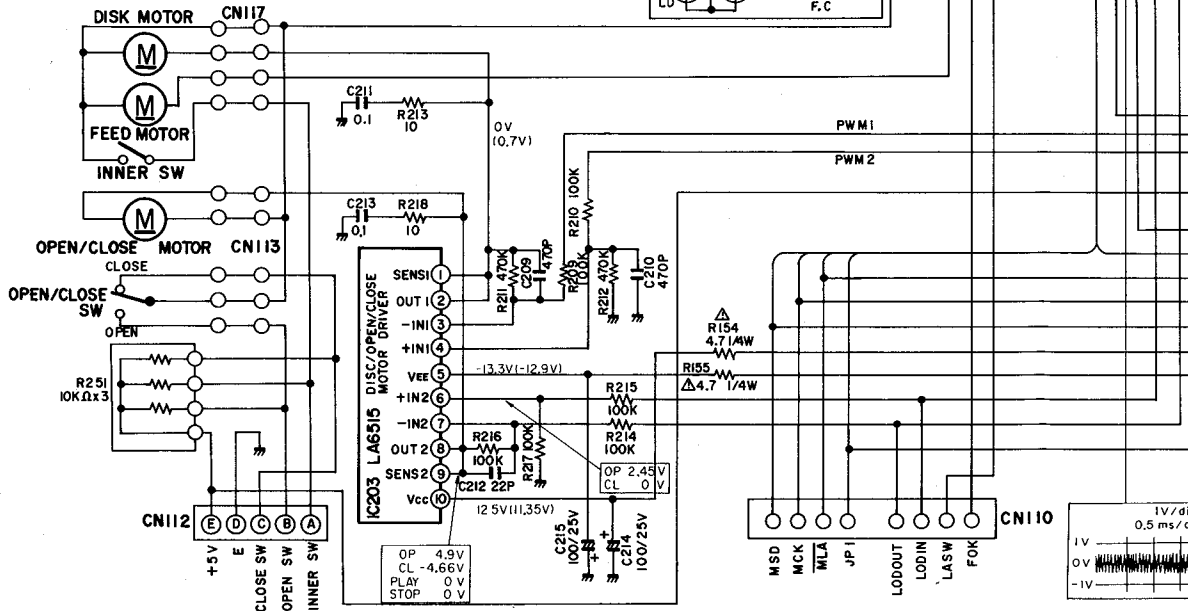 DISK MOTOR
CN117
LD
F.C
M
M
FEED MOTOR
INNER SW
C211
0.1
R213
10
0V
(0.7V)
PWM1
PWM2
M
OPEN/CLOSE MOTOR
CN113
CLOSE
OPEN/CLOSE
SW
OPEN
C213
0.1
R218
10
R210 100K
R211 470K
C209
470P
R209
100K
R212 470K
C210
470P
IC203 LA6515
DISC/OPEN/CLOSE
MOTOR DRIVER
SENS1 1
OUT 1 2
-IN1 3
+IN1 4
VEE 5
+IN2 6
-IN2 7
OUT 2 8
SENS2 9
Vcc 10
-13.3V(-12.9V)
12.5V(11.35V)
R154
4.7 1/4W
R155
4.7 1/4W
R215
100K
R214
100K
R216
100K
R217 100K
C212 22P
OP 2.45V
CL 0 V
R251
10KΩx3
CN112
E D C B A
+5V
E
CLOSE SW
OPEN SW
INNER SW
OP 4.9V
CL -4.66V
PLAY 0 V
STOP 0 V
C215
100/25V
+
+
C214
100/25V
CN110
MSD
MCK
MLA
JP1
LODOUT
LODIN
LASW
FOK
1V/di
0.5 ms/
1V
0V
-1V